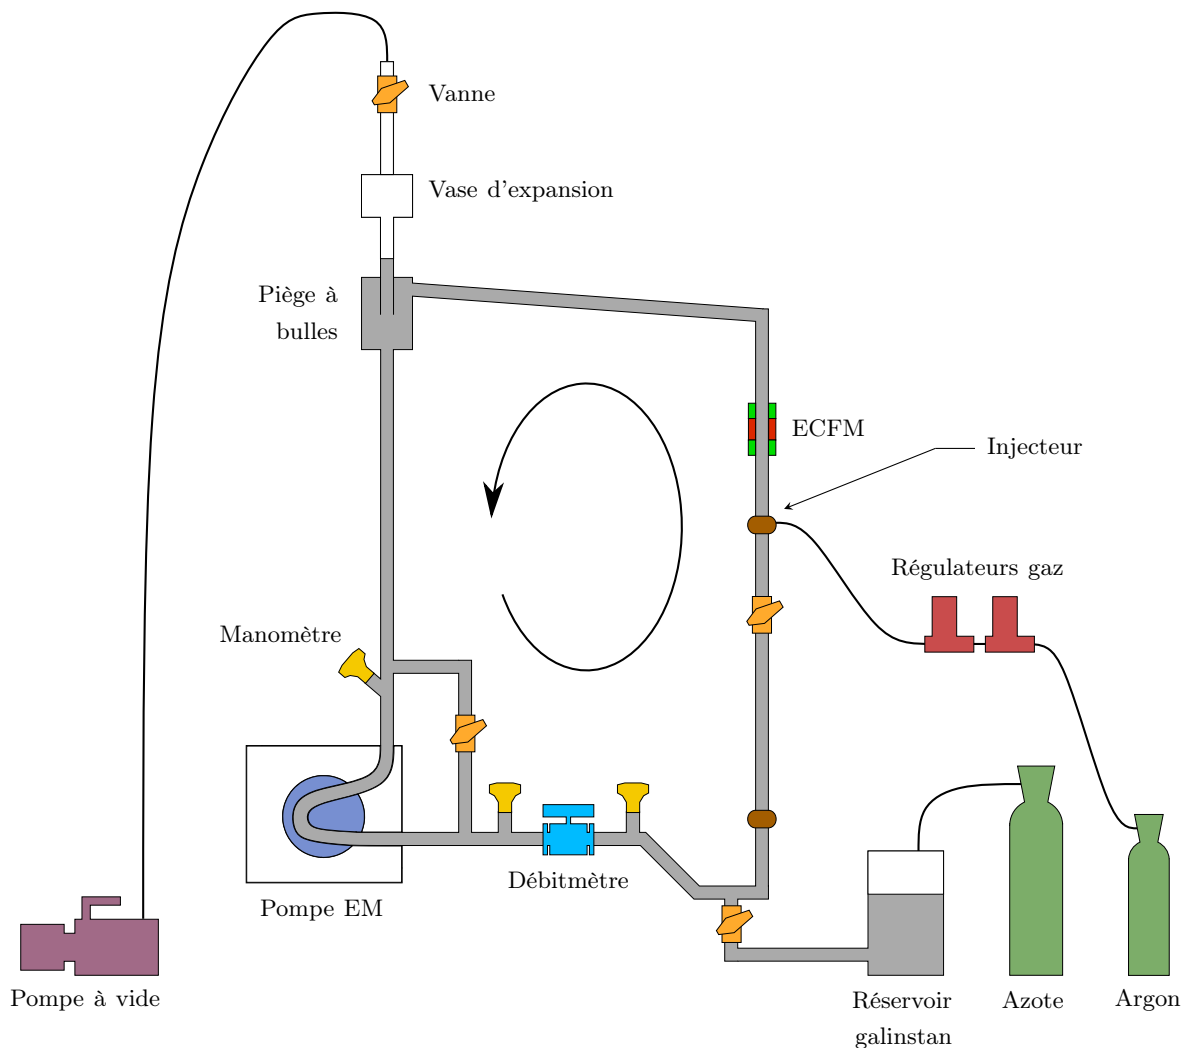 Vanne
Vase d'expansion
Piège à
bulles
ECFM
Injecteur
Régulateurs gaz
Manomètre
Débitmètre
Pompe EM
Pompe à vide
Réservoir
galinstan
Azote
Argon